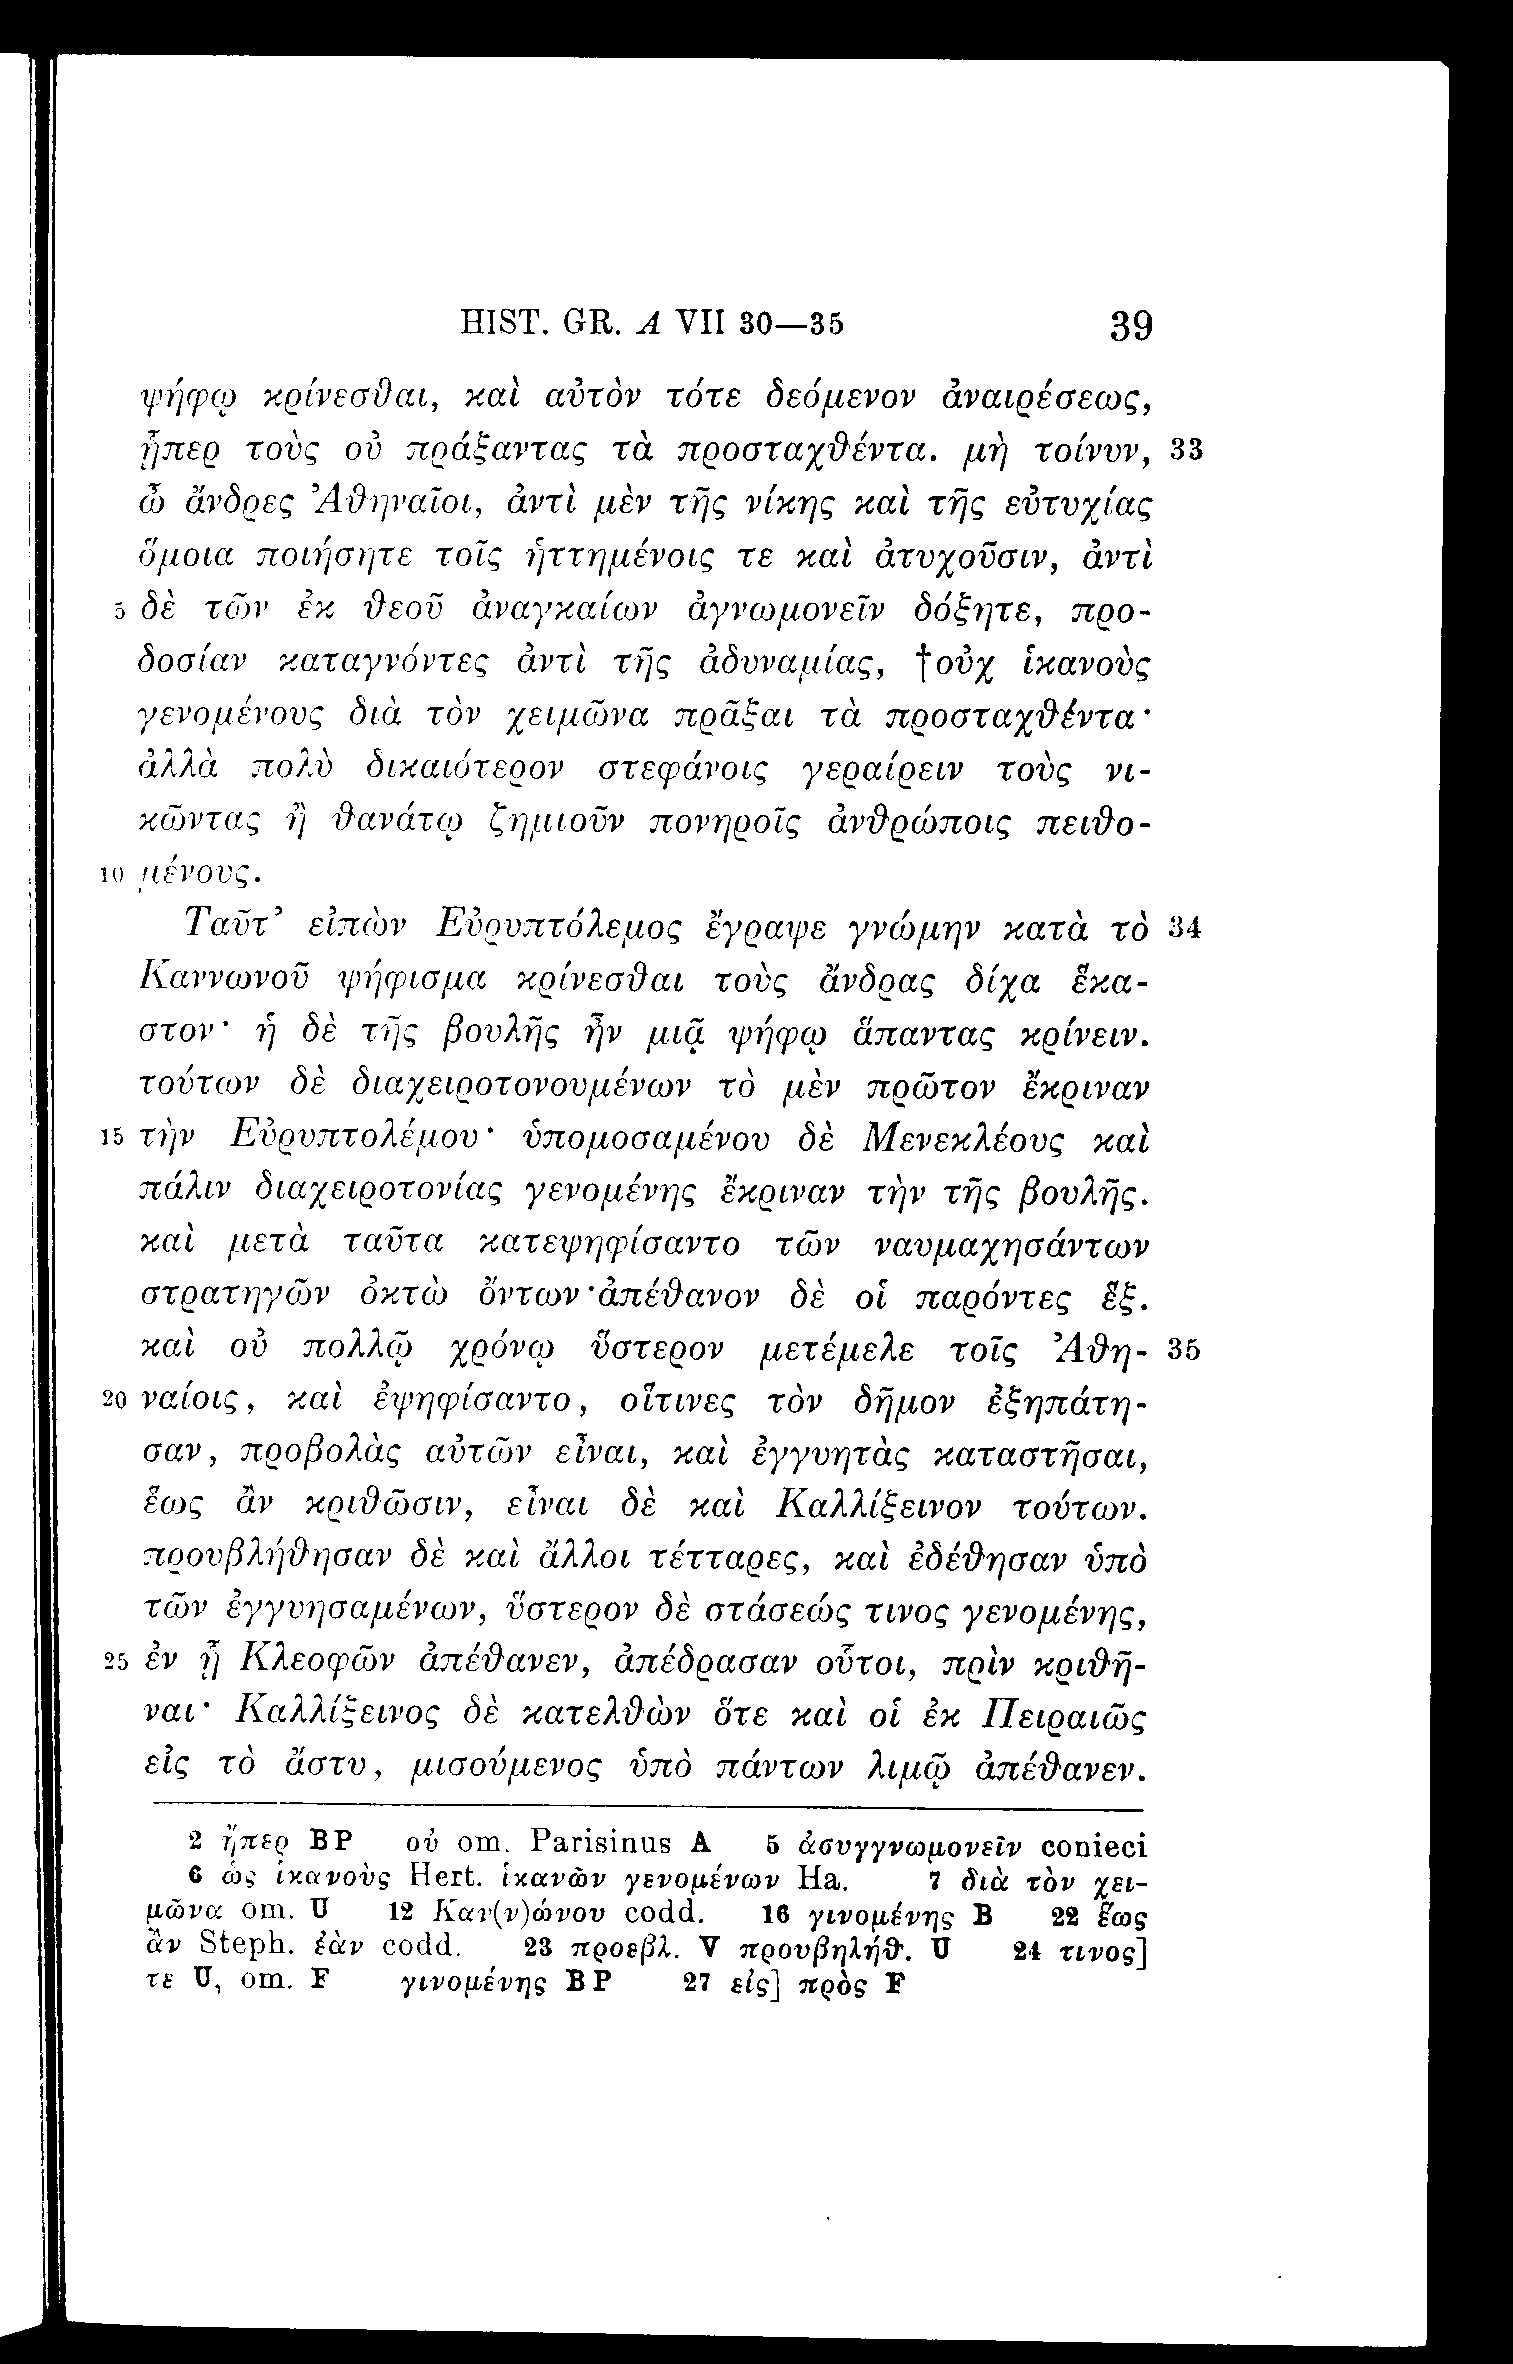 HIST. GR. A VII 30—35 39
ψήφῳ κρίνεσθαι, καὶ αὐτὸν τότε δεόμενον ἀναιρέσεως,
ᾗπερ τοὺς οὐ πράξαντας τὰ προσταχθέντα. μὴ τοίνυν, 33
ὦ ἄνδρες Ἀθηναῖοι, ἀντὶ μὲν τῆς νίκης καὶ τῆς εὐτυχίας
ὅμοια ποιήσητε τοῖς ἡττημένοις τε καὶ ἀτυχοῦσιν, ἀντὶ
5 δὲ τῶν ἐκ θεοῦ ἀναγκαίων ἀγνωμονεῖν δόξητε, προ-
δοσίαν καταγνόντες ἀντὶ τῆς ἀδυναμίας, †οὐχ ἱκανοὺς
γενομένους διὰ τὸν χειμῶνα πρᾶξαι τὰ προσταχθέντα·
ἀλλὰ πολὺ δικαιότερον στεφάνοις γεραίρειν τοὺς νι-
κῶντας ἢ θανάτῳ ζημιοῦν πονηροῖς ἀνθρώποις πειθο-
10 μένους.
Ταῦτ’ εἰπὼν Εὐρυπτόλεμος ἔγραψε γνώμην κατὰ τὸ 34
Καννωνοῦ ψήφισμα κρίνεσθαι τοὺς ἄνδρας δίχα ἕκα-
στον· ἡ δὲ τῆς βουλῆς ἦν μιᾷ ψήφῳ ἅπαντας κρίνειν.
τούτων δὲ διαχειροτονουμένων τὸ μὲν πρῶτον ἔκριναν
15 τὴν Εὐρυπτολέμου· ὑπομοσαμένου δὲ Μενεκλέους καὶ
πάλιν διαχειροτονίας γενομένης ἔκριναν τὴν τῆς βουλῆς.
καὶ μετὰ ταῦτα κατεψηφίσαντο τῶν ναυμαχησάντων
στρατηγῶν ὀκτὼ ὄντων·ἀπέθανον δὲ οἱ παρόντες ἕξ.
καὶ οὐ πολλῷ χρόνῳ ὕστερον μετέμελε τοῖς Ἀθη- 35
20 ναίοις, καὶ ἐψηφίσαντο, οἵτινες τὸν δῆμον ἐξηπάτη-
σαν, προβολὰς αὐτῶν εἶναι, καὶ ἐγγυητὰς καταστῆσαι,
ἕως ἂν κριθῶσιν, εἶναι δὲ καὶ Καλλίξεινον τούτων.
προυβλήθησαν δὲ καὶ ἄλλοι τέτταρες, καὶ ἐδέθησαν ὑπὸ
τῶν ἐγγυησαμένων, ὕστερον δὲ στάσεώς τινος γενομένης,
25 ἐν ᾗ Κλεοφῶν ἀπέθανεν, ἀπέδρασαν οὗτοι, πρὶν κριθῆ-
ναι· Καλλίξεινος δὲ κατελθὼν ὅτε καὶ οἱ ἐκ Πειραιῶς
εἰς τὸ ἄστυ, μισούμενος ὑπὸ πάντων λιμῷ ἀπέθανεν.
2 ἤπερ BP οὐ om. Parisinus A 5 ἀσυγγνωμονεῖν conieci
6 ὡς ἱκανοὺς Hert. ἱκανῶν γενομένων Ha. 7 διὰ τὸν χει-
μῶνα om. U 12 Καν(ν)ώνου codd. 16 γινομένης B 22 ἕως
ἂν Steph. ἐὰν codd. 23 προεβλ. V προυβηλήθ. U 24 τινος]
τε U, om. F γινομένης BP 27 εἰς] πρὸς F